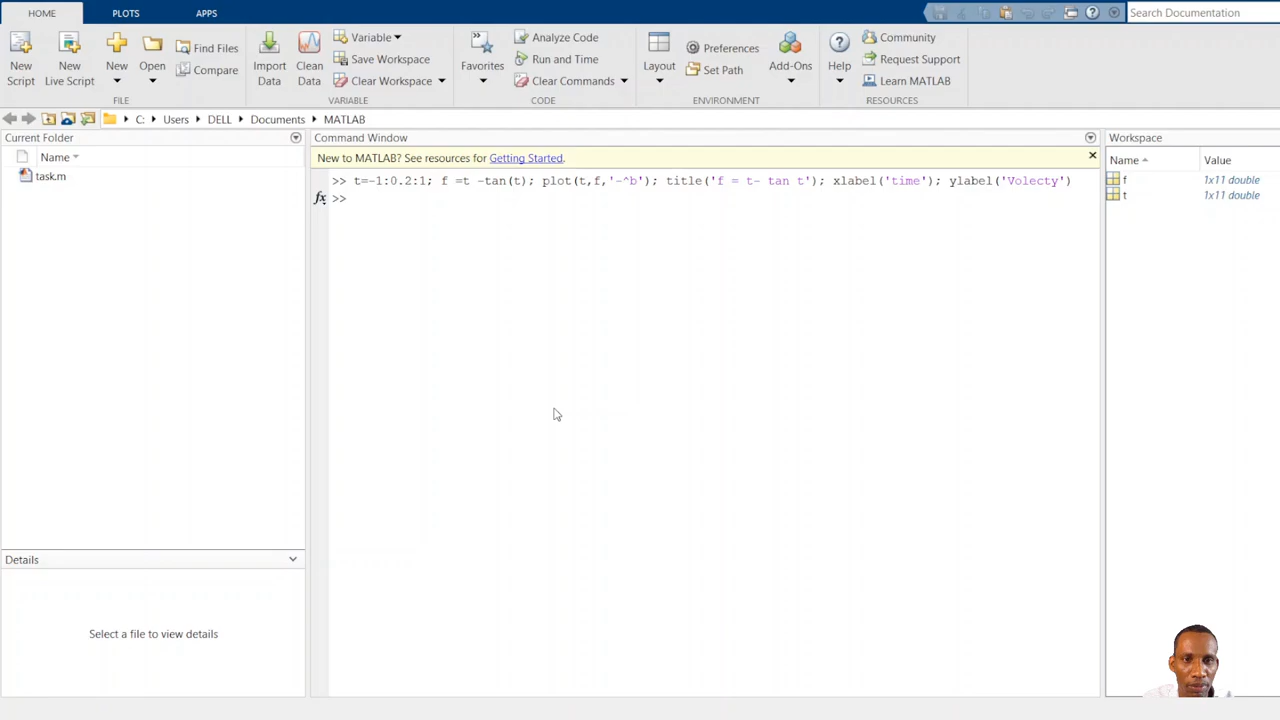 HOME PLOTS APPS
Search Documentation
New Script
New Live Script
New
Open
Find Files
Compare
FILE
Import Data
Clean Data
Variable
Save Workspace
Clear Workspace
VARIABLE
Favorites
Analyze Code
Run and Time
Clear Commands
CODE
Layout
Preferences
Set Path
ENVIRONMENT
Add-Ons
Help
Community
Request Support
Learn MATLAB
RESOURCES
C: Users DELL Documents MATLAB
Current Folder
Name
task.m
Details
Select a file to view details
Command Window
New to MATLAB? See resources for Getting Started.
>> t=-1:0.2:1; f =t -tan(t); plot(t,f,'-^b'); title('f = t- tan t'); xlabel('time'); ylabel('Volecty')
fx >>
Workspace
Name Value
f 1x11 double
t 1x11 double